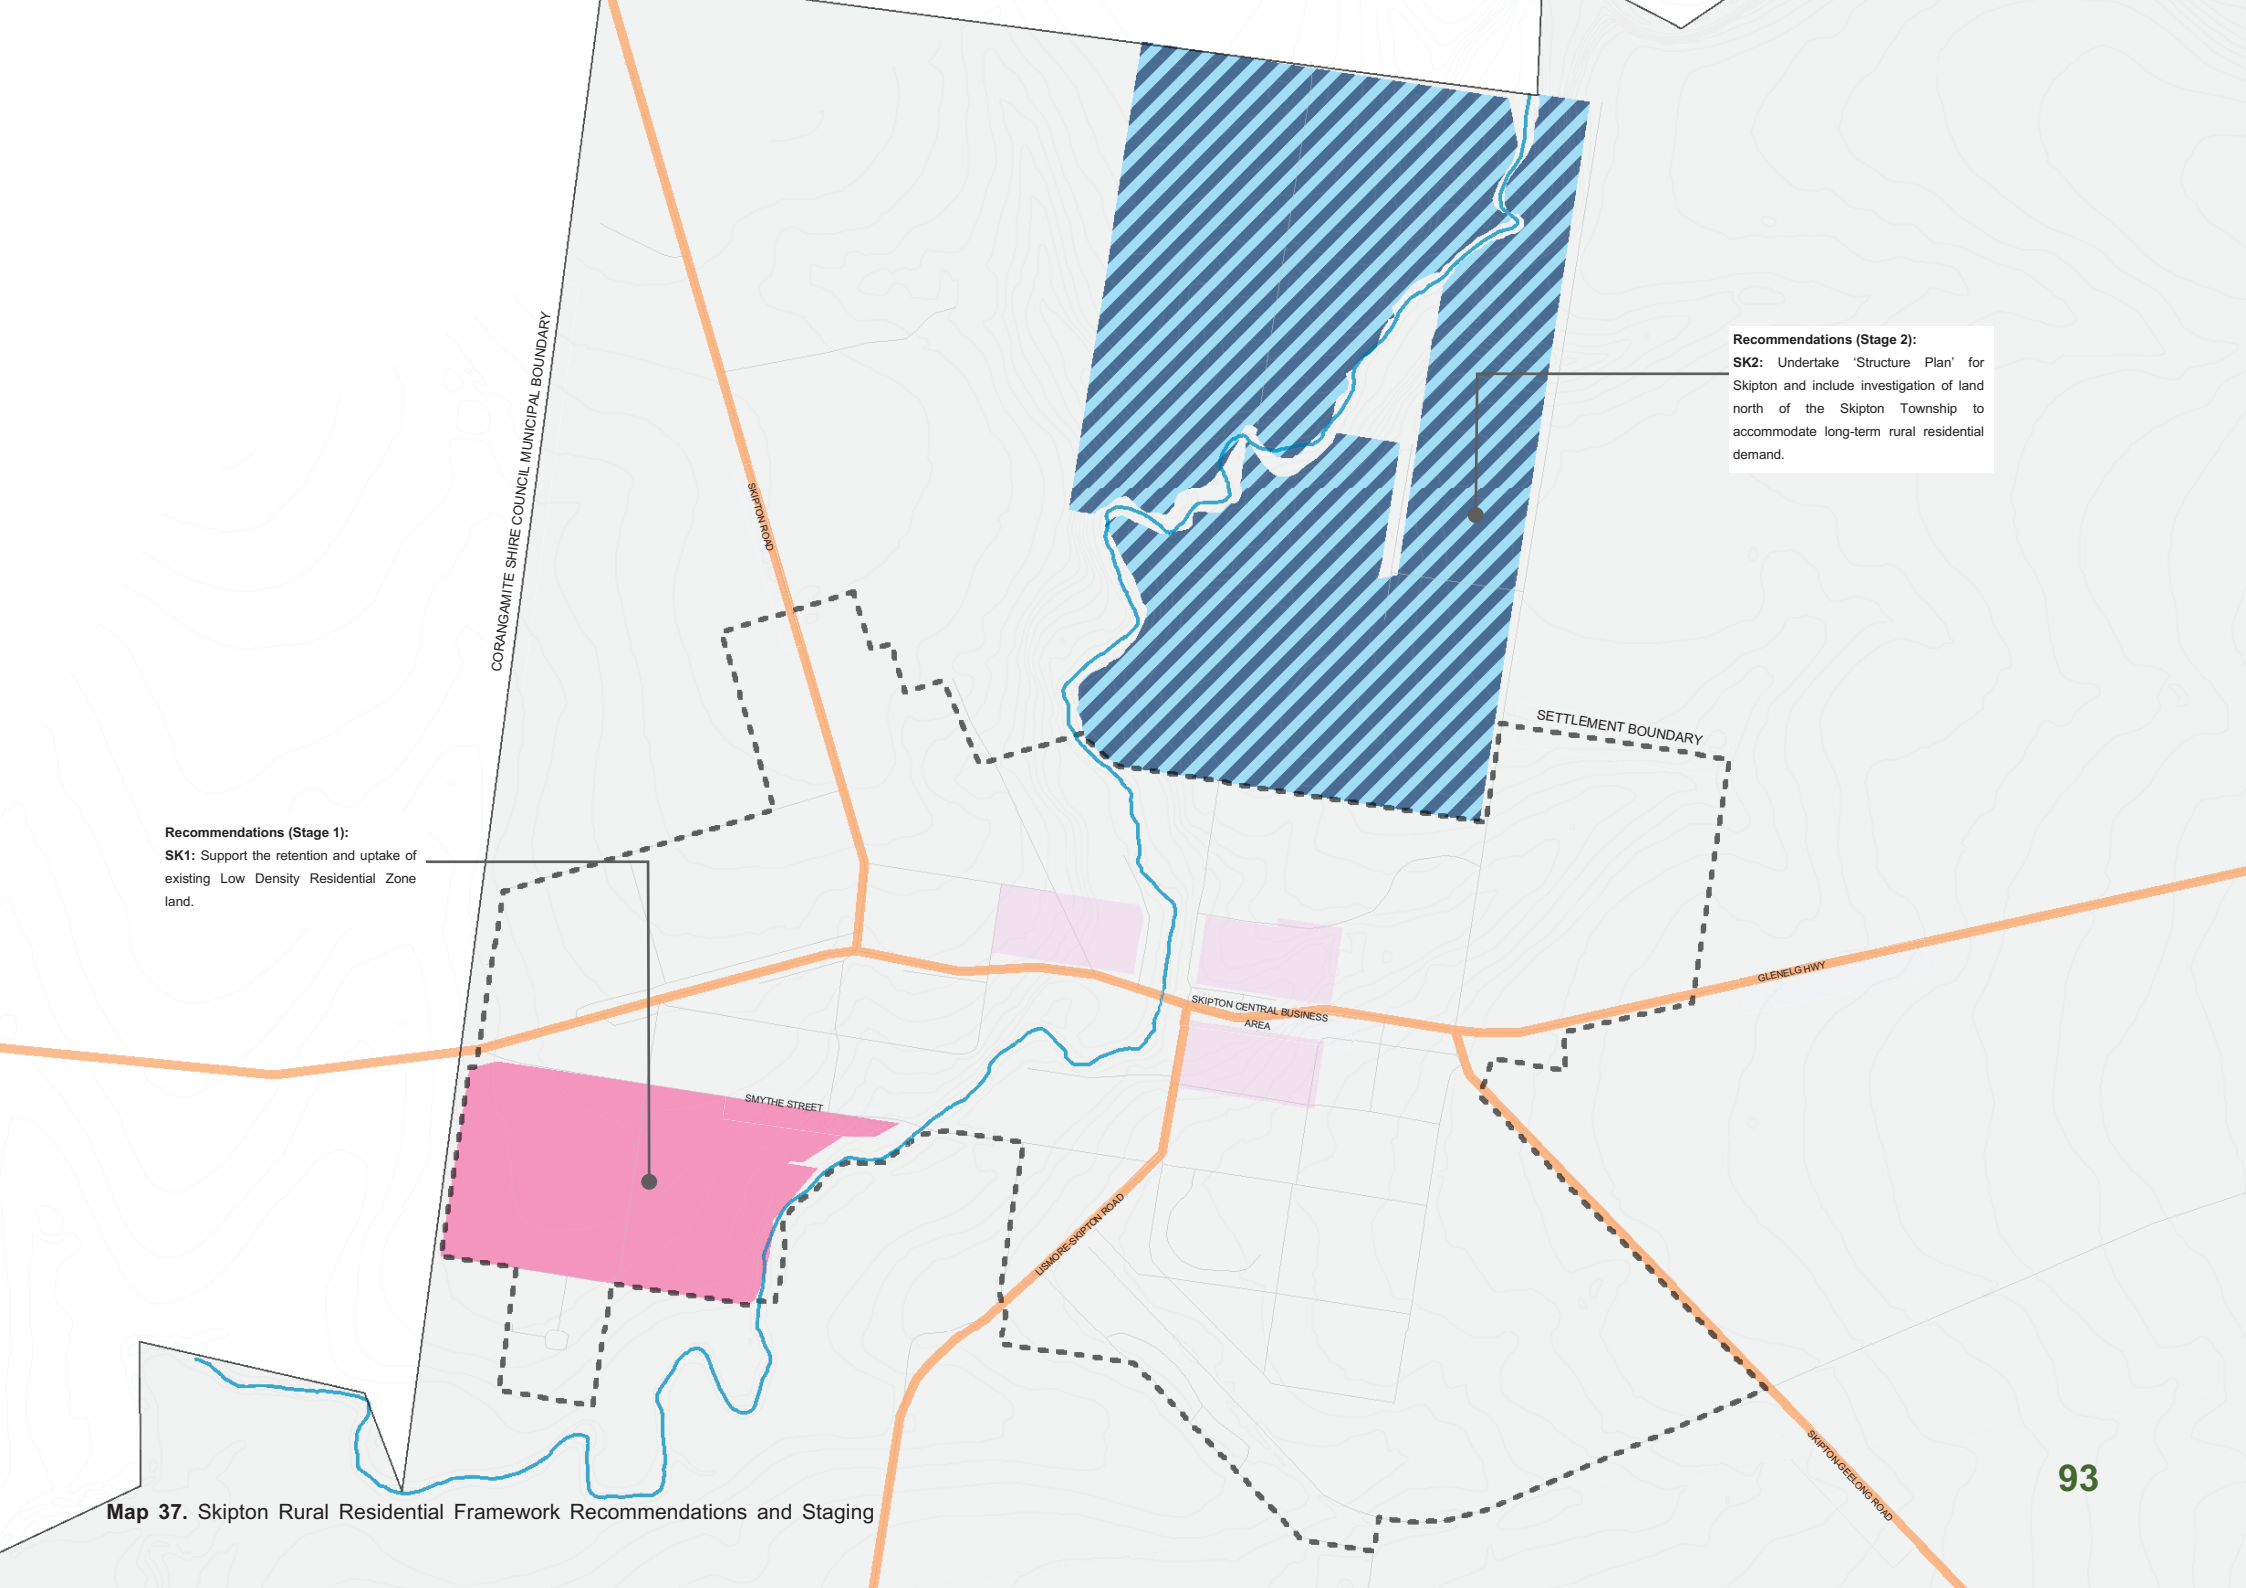 CORANGAMITE SHIRE COUNCIL MUNICIPAL BOUNDARY
SKIPTON ROAD
Recommendations (Stage 2):
SK2: Undertake ‘Structure Plan’ for
Skipton and include investigation of land
north of the Skipton Township to
accommodate long-term rural residential
demand.
SETTLEMENT BOUNDARY
Recommendations (Stage 1):
SK1: Support the retention and uptake of
existing Low Density Residential Zone
land.
GLENELG HWY
SKIPTON CENTRAL BUSINESS
AREA
SMYTHE STREET
LISMORE-SKIPTON ROAD
SKIPTON-GEELONG ROAD
93
Map 37. Skipton Rural Residential Framework Recommendations and Staging